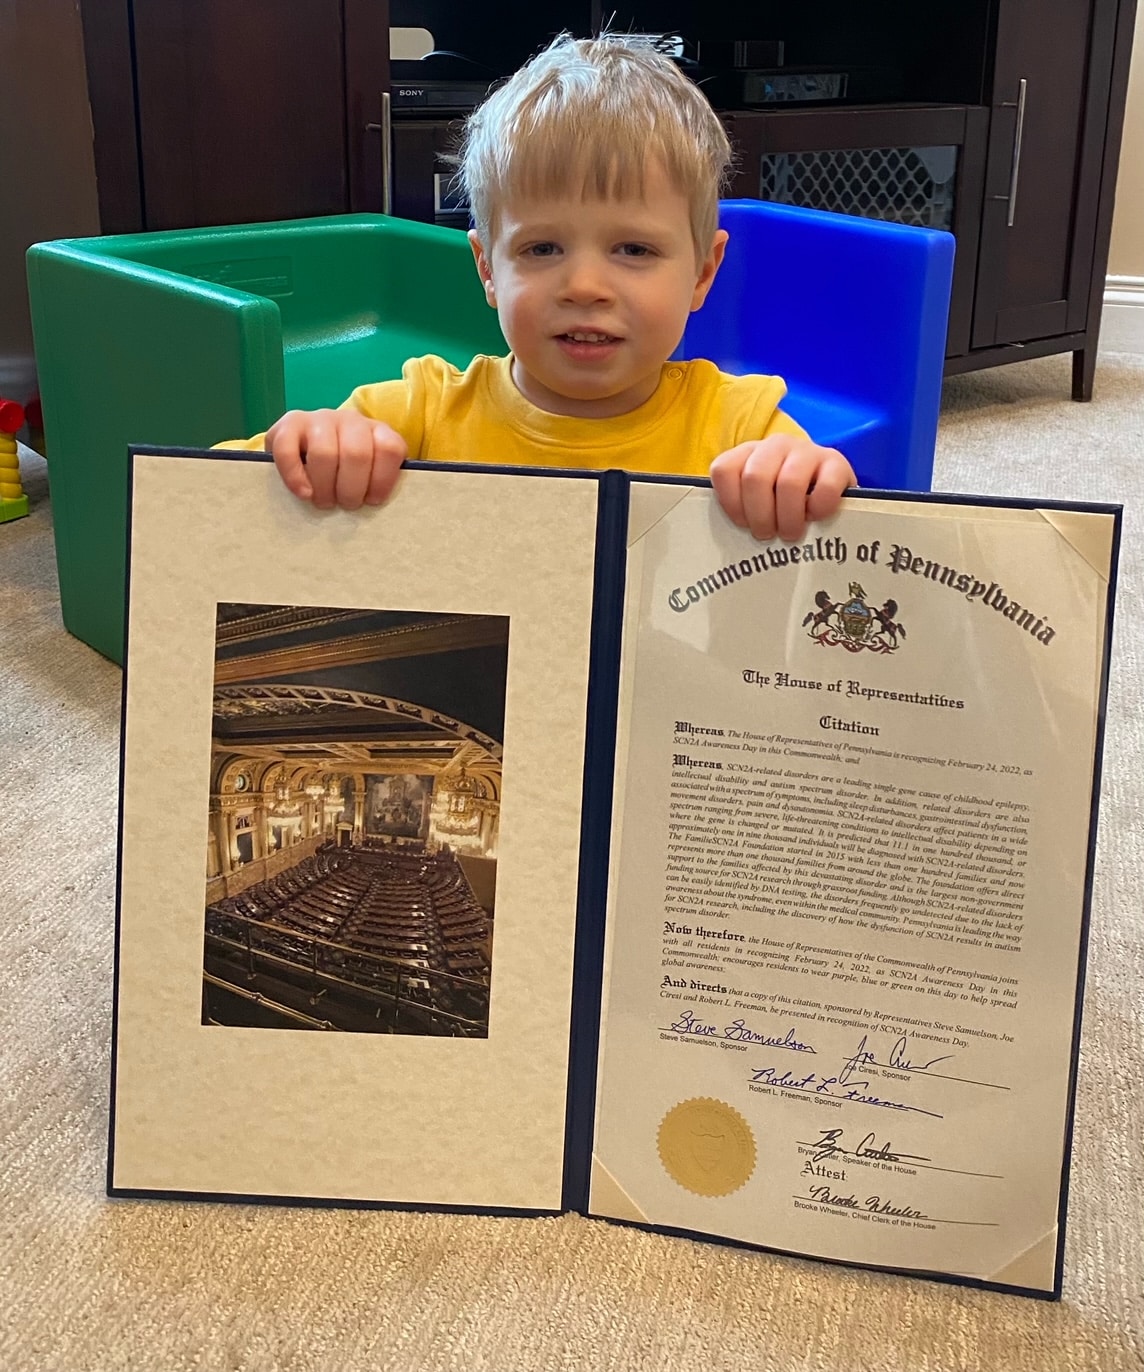 SONY
Commonwealth of Pennsylvania
The House of Representatives
Citation
Whereas, The House of Representatives of Pennsylvania is recognizing February 24, 2022, as
SCN2A Awareness Day in this Commonwealth; and
Whereas, SCN2A-related disorders are a leading single gene cause of childhood epilepsy,
intellectual disability and autism spectrum disorder. In addition, related disorders are also
associated with a spectrum of symptoms, including sleep disturbances, gastrointestinal dysfunction,
movement disorders, pain and dysautonomia. SCN2A-related disorders affect patients in a wide
spectrum ranging from severe, life-threatening conditions to intellectual disability depending on
where the gene is changed or mutated. It is predicted that 11.1 in one hundred thousand, or
approximately one in nine thousand individuals will be diagnosed with SCN2A-related disorders.
The FamilieSCN2A Foundation started in 2015 with less than one hundred families and now
represents more than one thousand families from around the globe. The foundation offers direct
support to the families affected by this devastating disorder and is the largest non-government
funding source for SCN2A research through grassroot funding. Although SCN2A-related disorders
can be easily identified by DNA testing, the disorders frequently go undetected due to the lack of
awareness about the syndrome, even within the medical community. Pennsylvania is leading the way
for SCN2A research, including the discovery of how the dysfunction of SCN2A results in autism
spectrum disorder.
Now therefore, the House of Representatives of the Commonwealth of Pennsylvania joins
with all residents in recognizing February 24, 2022, as SCN2A Awareness Day in this
Commonwealth; encourages residents to wear purple, blue or green on this day to help spread
global awareness;
And directs that a copy of this citation, sponsored by Representatives Steve Samuelson, Joe
Ciresi and Robert L. Freeman, be presented in recognition of SCN2A Awareness Day.
Steve Samuelson
Steve Samuelson, Sponsor
Joe Ciresi, Sponsor
Robert L. Freeman
Robert L. Freeman, Sponsor
Bryan Cutler, Speaker of the House
Attest:
Brooke Wheeler
Brooke Wheeler, Chief Clerk of the House